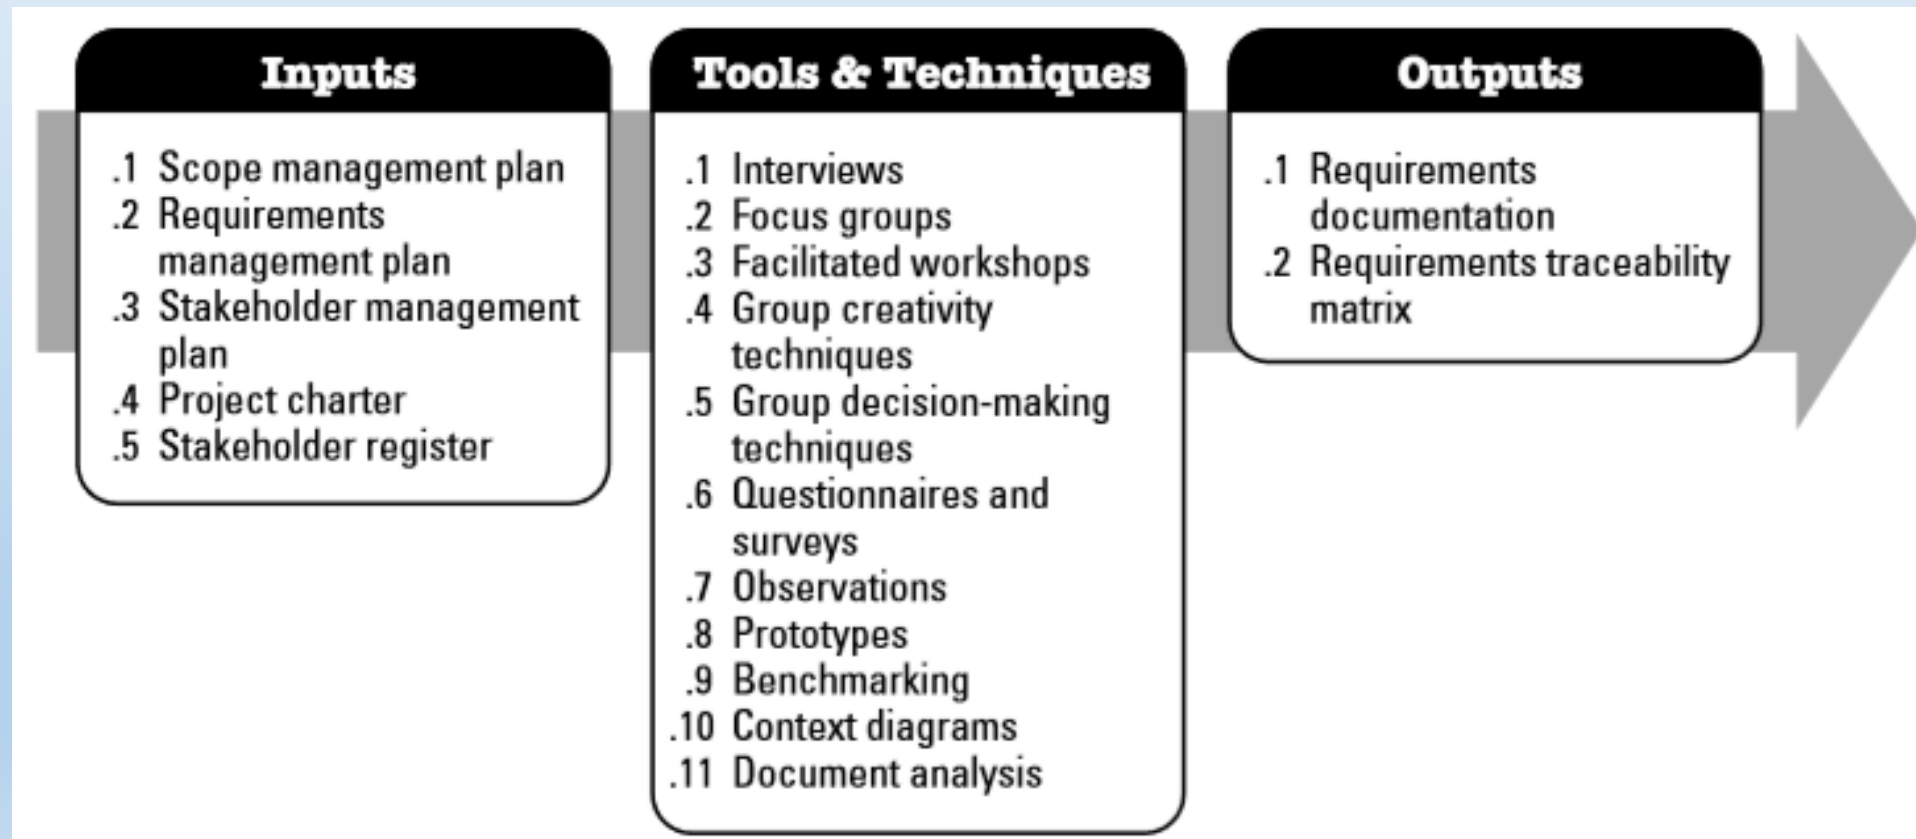 Inputs
.1 Scope management plan
.2 Requirements
management plan
.3 Stakeholder management
plan
.4 Project charter
.5 Stakeholder register
Tools & Techniques
.1 Interviews
.2 Focus groups
.3 Facilitated workshops
.4 Group creativity
techniques
.5 Group decision-making
techniques
.6 Questionnaires and
surveys
.7 Observations
.8 Prototypes
.9 Benchmarking
.10 Context diagrams
.11 Document analysis
Outputs
.1 Requirements
documentation
.2 Requirements traceability
matrix